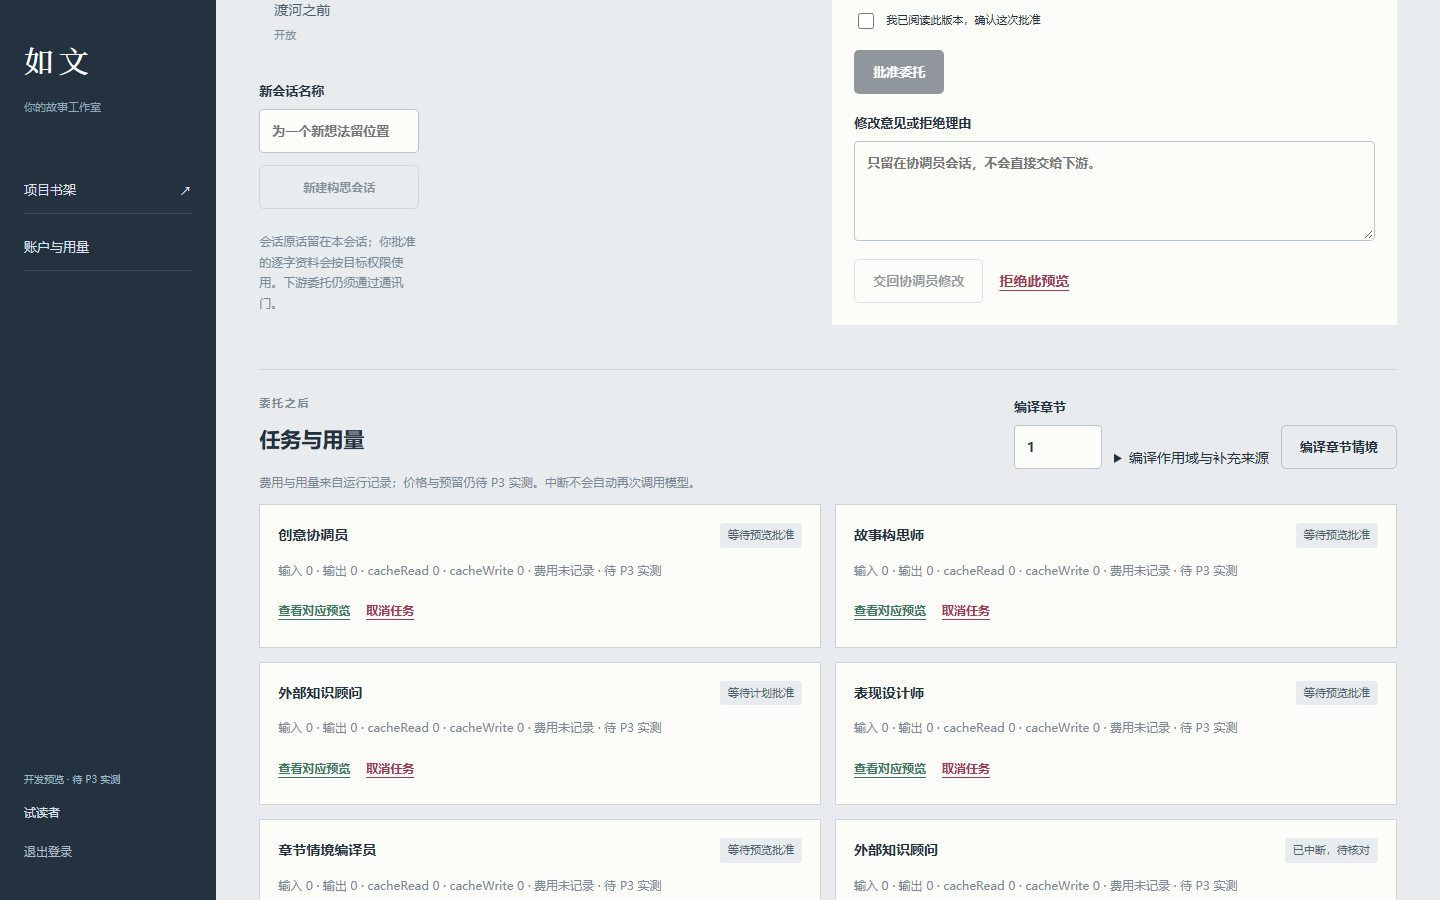 如文
你的故事工作室
项目书架 ↗
账户与用量
开发预览 · 待 P3 实测
试读者
退出登录
渡河之前
开放
新会话名称
为一个新想法留位置
新建构思会话
会话原话留在本会话；你批准
的逐字资料会按目标权限使
用。下游委托仍须通过通讯
门。
我已阅读此版本，确认这次批准
批准委托
修改意见或拒绝理由
只留在协调员会话，不会直接交给下游。
交回协调员修改 拒绝此预览
委托之后
任务与用量
费用与用量来自运行记录；价格与预留仍待 P3 实测。中断不会自动再次调用模型。
编译章节
1 ▶ 编译作用域与补充来源 编译章节情境
创意协调员 等待预览批准
输入 0 · 输出 0 · cacheRead 0 · cacheWrite 0 · 费用未记录 · 待 P3 实测
查看对应预览 取消任务
故事构思师 等待预览批准
输入 0 · 输出 0 · cacheRead 0 · cacheWrite 0 · 费用未记录 · 待 P3 实测
查看对应预览 取消任务
外部知识顾问 等待计划批准
输入 0 · 输出 0 · cacheRead 0 · cacheWrite 0 · 费用未记录 · 待 P3 实测
查看对应预览 取消任务
表现设计师 等待预览批准
输入 0 · 输出 0 · cacheRead 0 · cacheWrite 0 · 费用未记录 · 待 P3 实测
查看对应预览 取消任务
章节情境编译员 等待预览批准
输入 0 · 输出 0 · cacheRead 0 · cacheWrite 0 · 费用未记录 · 待 P3 实测
外部知识顾问 已中断，待核对
输入 0 · 输出 0 · cacheRead 0 · cacheWrite 0 · 费用未记录 · 待 P3 实测